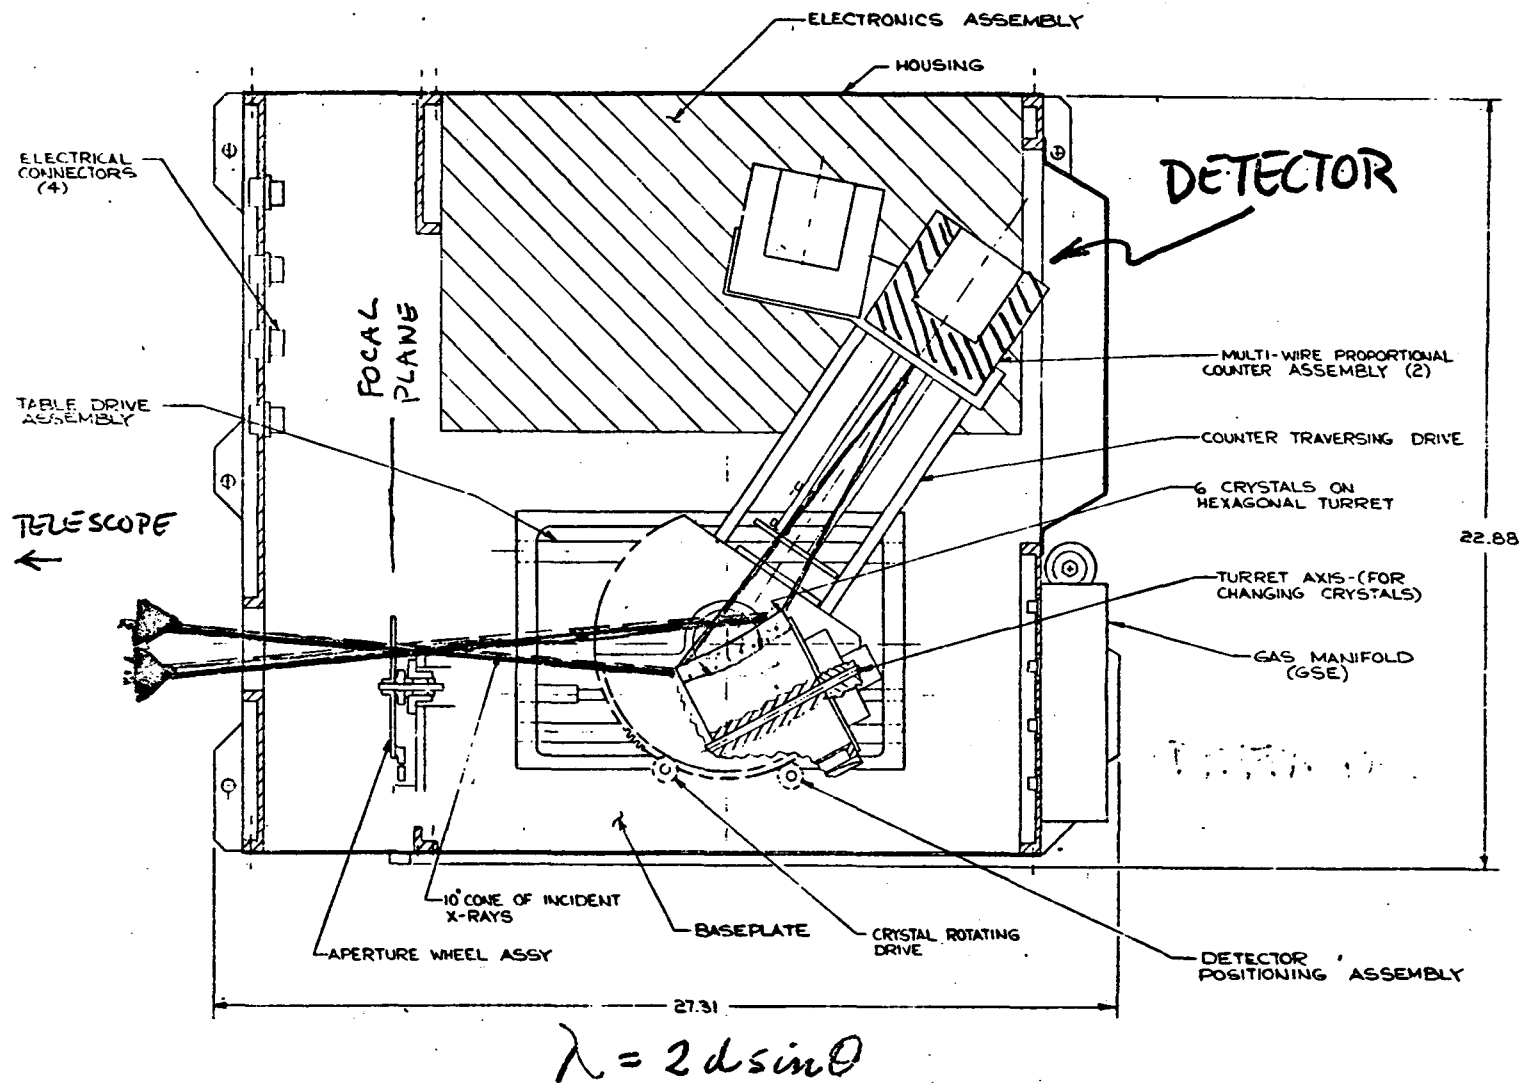 ELECTRONICS ASSEMBLY
HOUSING
ELECTRICAL
CONNECTORS
(4)
DETECTOR
FOCAL
PLANE
MULTI-WIRE PROPORTIONAL
COUNTER ASSEMBLY (2)
TABLE DRIVE
ASSEMBLY
COUNTER TRAVERSING DRIVE
6 CRYSTALS ON
HEXAGONAL TURRET
TELESCOPE
←
22.88
TURRET AXIS-(FOR
CHANGING CRYSTALS)
GAS MANIFOLD
(GSE)
10° CONE OF INCIDENT
X-RAYS
APERTURE WHEEL ASSY
BASEPLATE
CRYSTAL ROTATING
DRIVE
DETECTOR
POSITIONING ASSEMBLY
27.31
λ = 2d sinθ